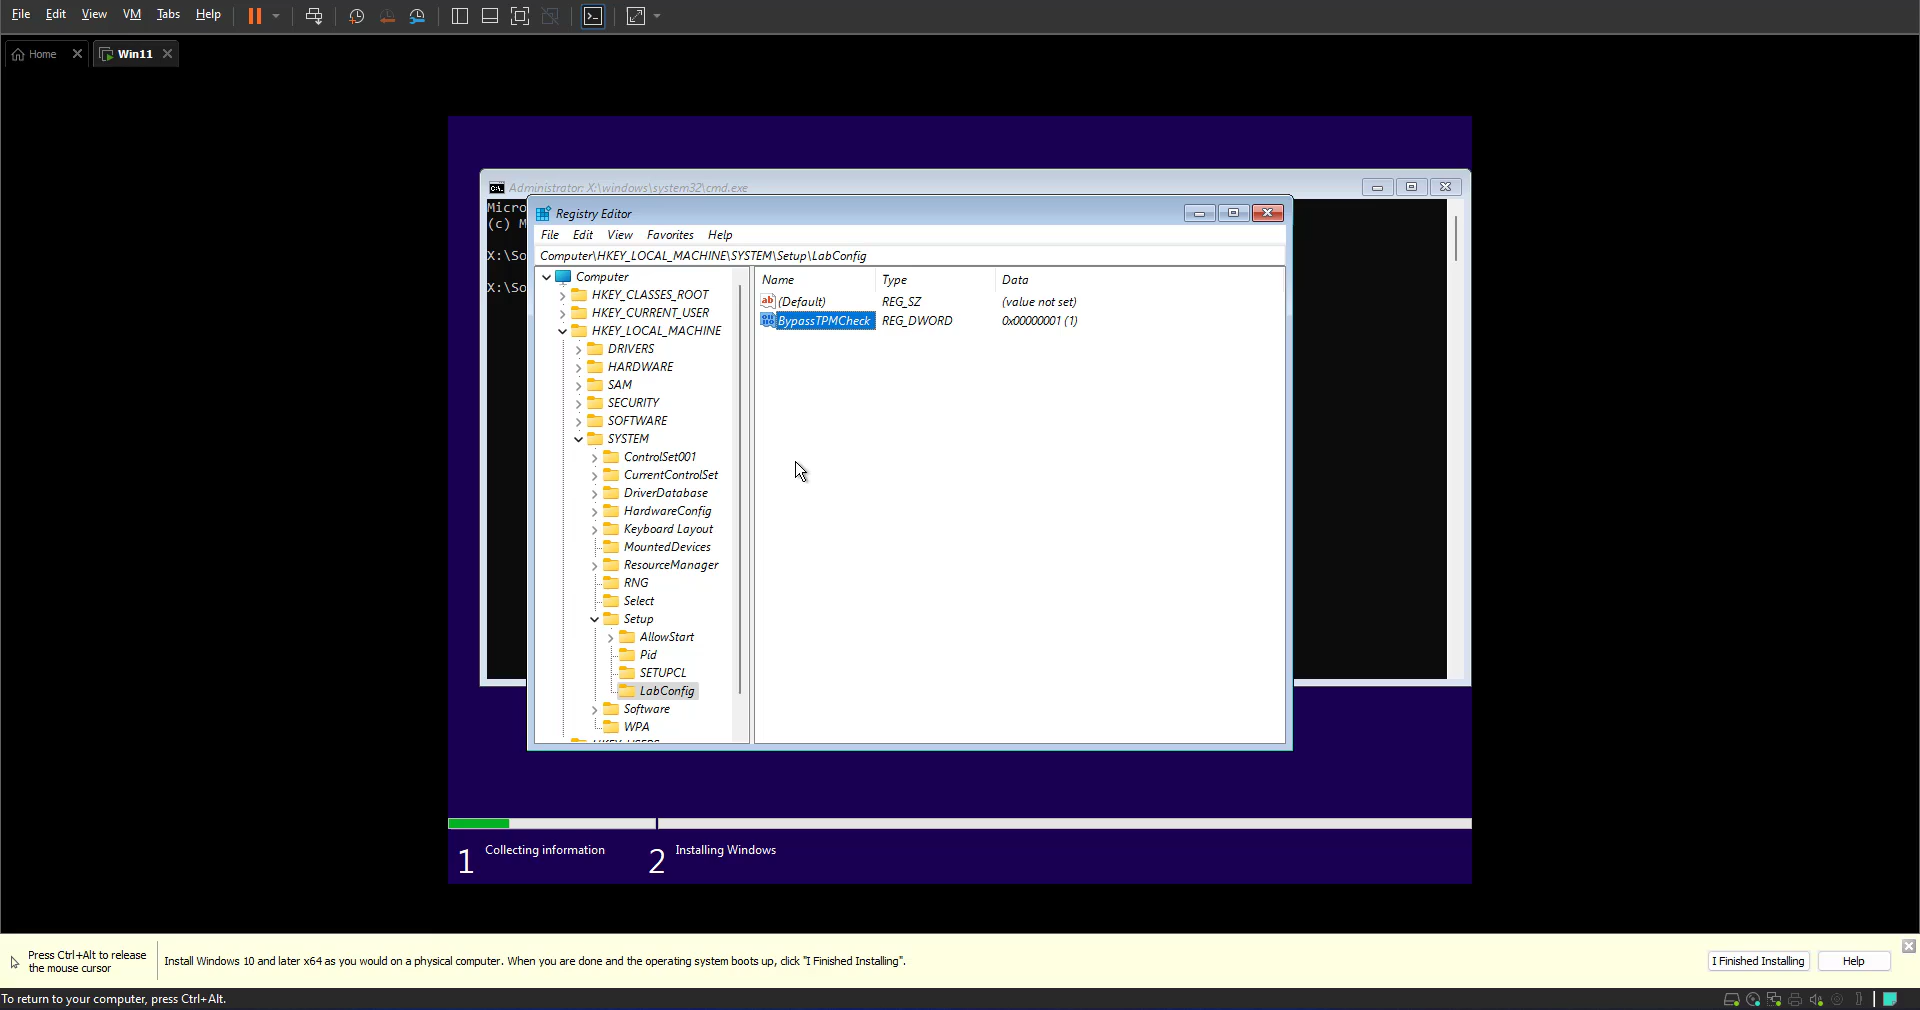 File Edit View VM Tabs Help
Home Win11
Administrator: X:\windows\system32\cmd.exe
Micro
(c) M
X:\So
X:\So
Registry Editor
File Edit View Favorites Help
Computer\HKEY_LOCAL_MACHINE\SYSTEM\Setup\LabConfig
Computer
HKEY_CLASSES_ROOT
HKEY_CURRENT_USER
HKEY_LOCAL_MACHINE
DRIVERS
HARDWARE
SAM
SECURITY
SOFTWARE
SYSTEM
ControlSet001
CurrentControlSet
DriverDatabase
HardwareConfig
Keyboard Layout
MountedDevices
ResourceManager
RNG
Select
Setup
AllowStart
Pid
SETUPCL
LabConfig
Software
WPA
Name Type Data
(Default) REG_SZ (value not set)
BypassTPMCheck REG_DWORD 0x00000001 (1)
1 Collecting information 2 Installing Windows
Press Ctrl+Alt to release
the mouse cursor
Install Windows 10 and later x64 as you would on a physical computer. When you are done and the operating system boots up, click "I Finished Installing".
I Finished Installing Help
To return to your computer, press Ctrl+Alt.